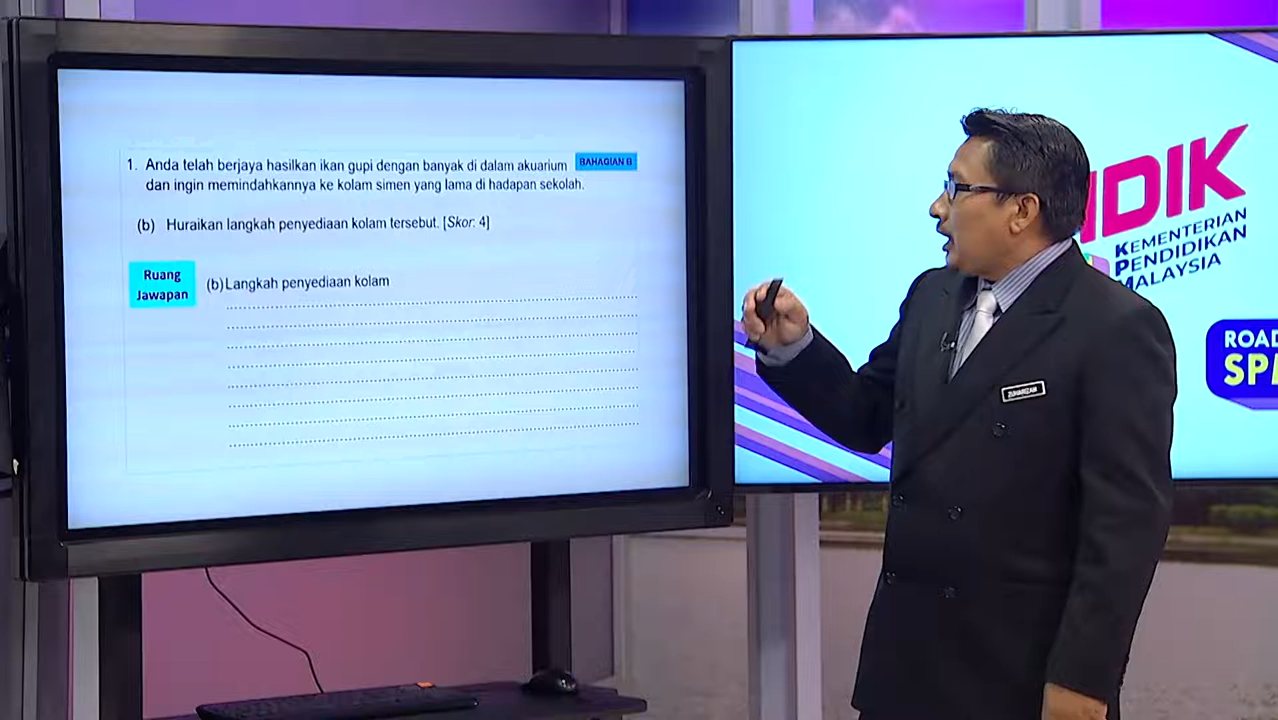 1. Anda telah berjaya hasilkan ikan gupi dengan banyak di dalam akuarium BAHAGIAN B
dan ingin memindahkannya ke kolam simen yang lama di hadapan sekolah.
(b) Huraikan langkah penyediaan kolam tersebut. [Skor: 4]
Ruang
Jawapan
(b) Langkah penyediaan kolam
IDIK
KEMENTERIAN
PENDIDIKAN
MALAYSIA
ROAD
SP
ZUHARIZAM